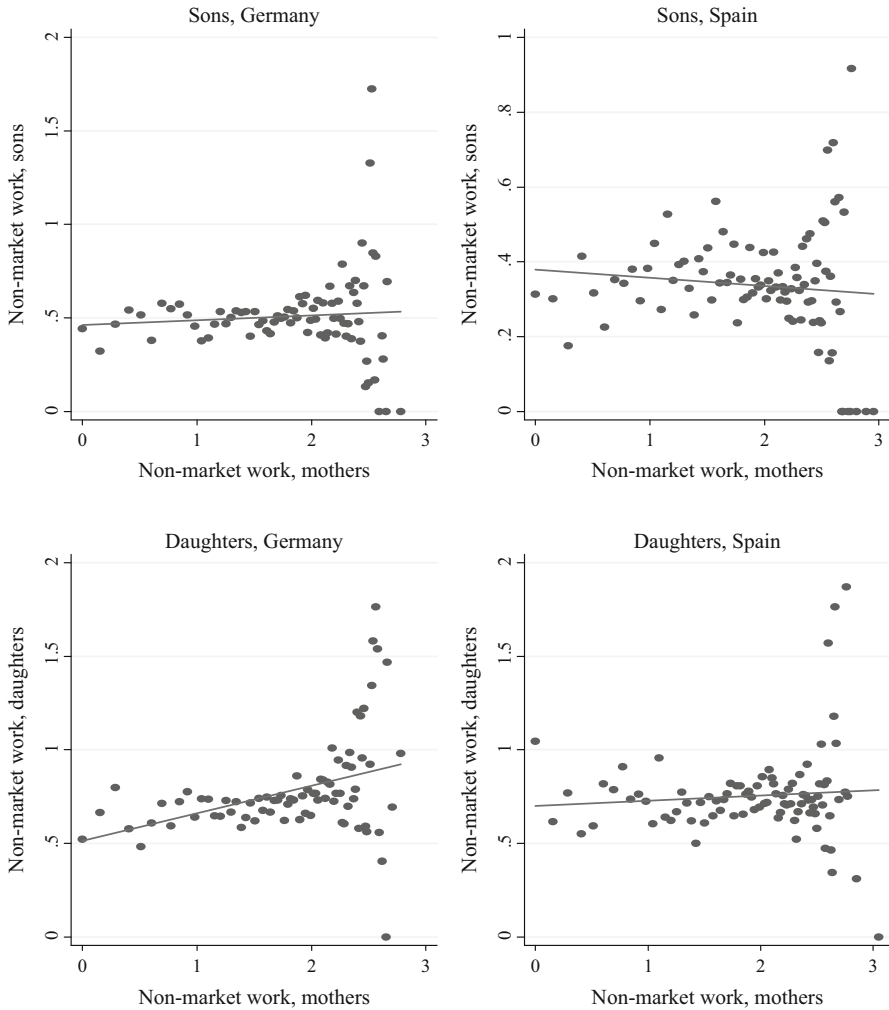 Sons, Germany
Non-market work, sons
2
1.5
1
.5
0
0 1 2 3
Non-market work, mothers
Sons, Spain
Non-market work, sons
1
.8
.6
.4
.2
0
0 1 2 3
Non-market work, mothers
Daughters, Germany
Non-market work, daughters
2
1.5
1
.5
0
0 1 2 3
Non-market work, mothers
Daughters, Spain
Non-market work, daughters
2
1.5
1
.5
0
0 1 2 3
Non-market work, mothers